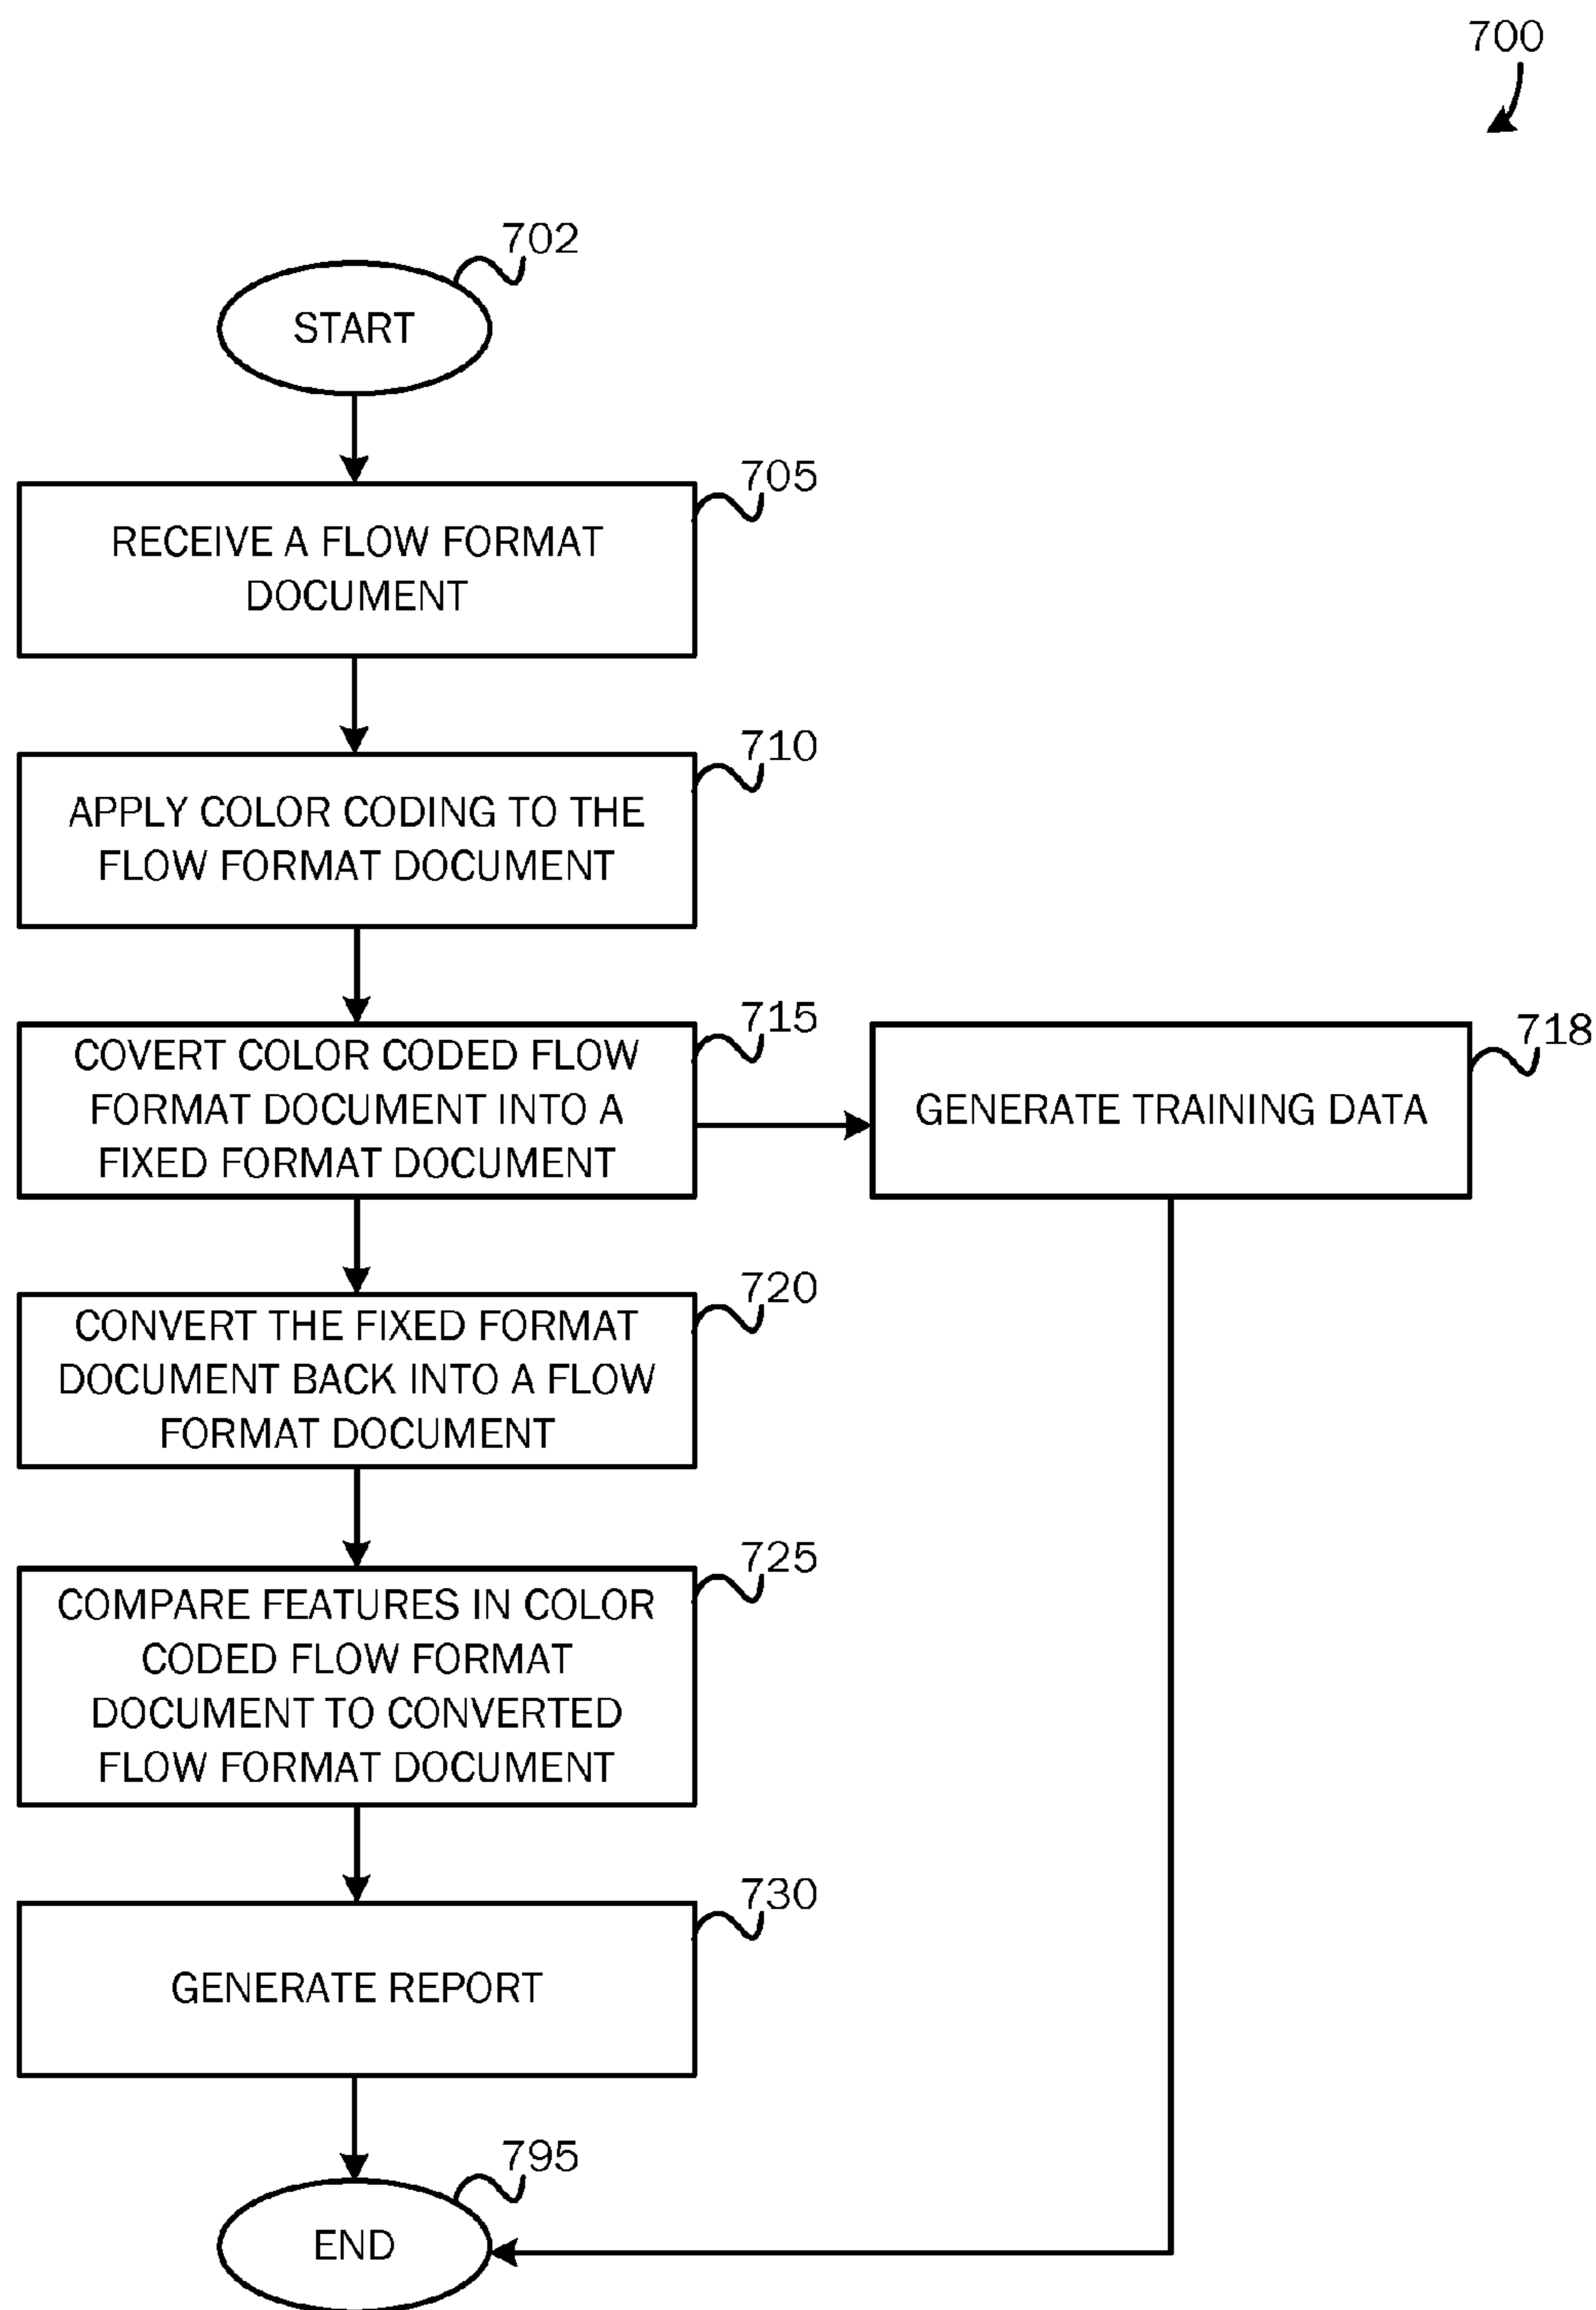 700
702
START
705
RECEIVE A FLOW FORMAT
DOCUMENT
710
APPLY COLOR CODING TO THE
FLOW FORMAT DOCUMENT
715
COVERT COLOR CODED FLOW
FORMAT DOCUMENT INTO A
FIXED FORMAT DOCUMENT
718
GENERATE TRAINING DATA
720
CONVERT THE FIXED FORMAT
DOCUMENT BACK INTO A FLOW
FORMAT DOCUMENT
725
COMPARE FEATURES IN COLOR
CODED FLOW FORMAT
DOCUMENT TO CONVERTED
FLOW FORMAT DOCUMENT
730
GENERATE REPORT
795
END